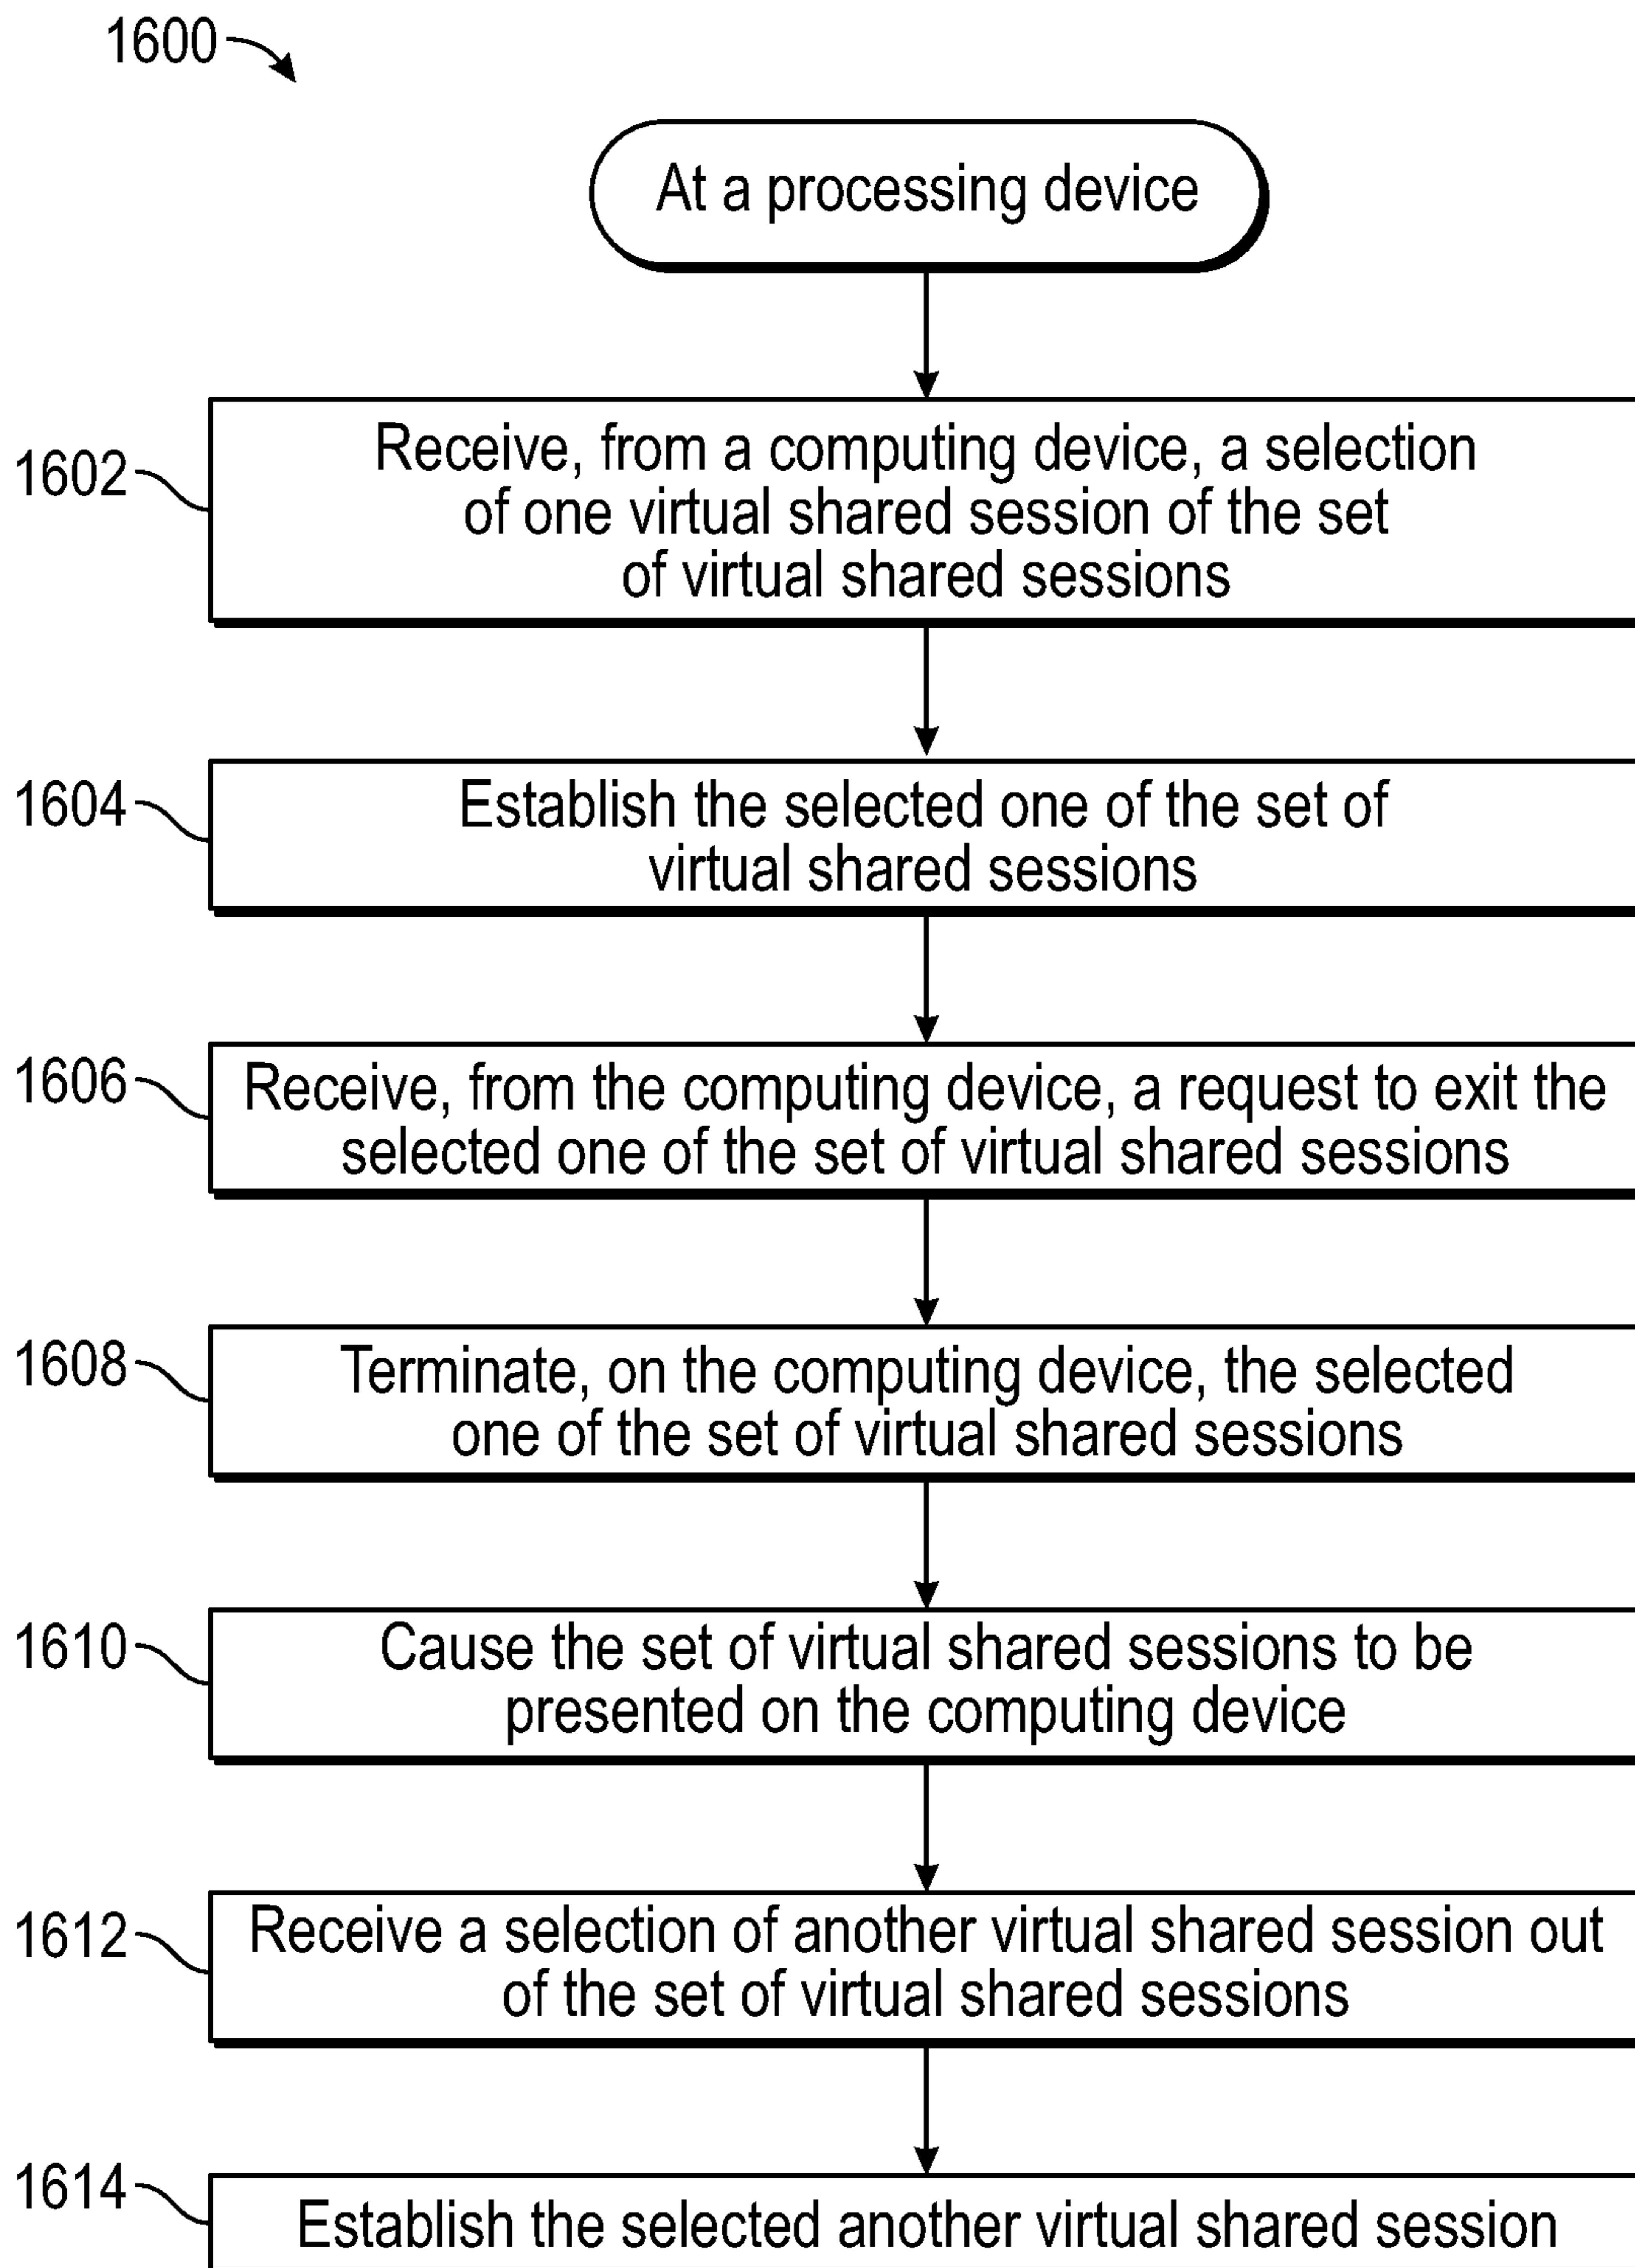 1600
At a processing device
1602
Receive, from a computing device, a selection
of one virtual shared session of the set
of virtual shared sessions
1604
Establish the selected one of the set of
virtual shared sessions
1606
Receive, from the computing device, a request to exit the
selected one of the set of virtual shared sessions
1608
Terminate, on the computing device, the selected
one of the set of virtual shared sessions
1610
Cause the set of virtual shared sessions to be
presented on the computing device
1612
Receive a selection of another virtual shared session out
of the set of virtual shared sessions
1614
Establish the selected another virtual shared session